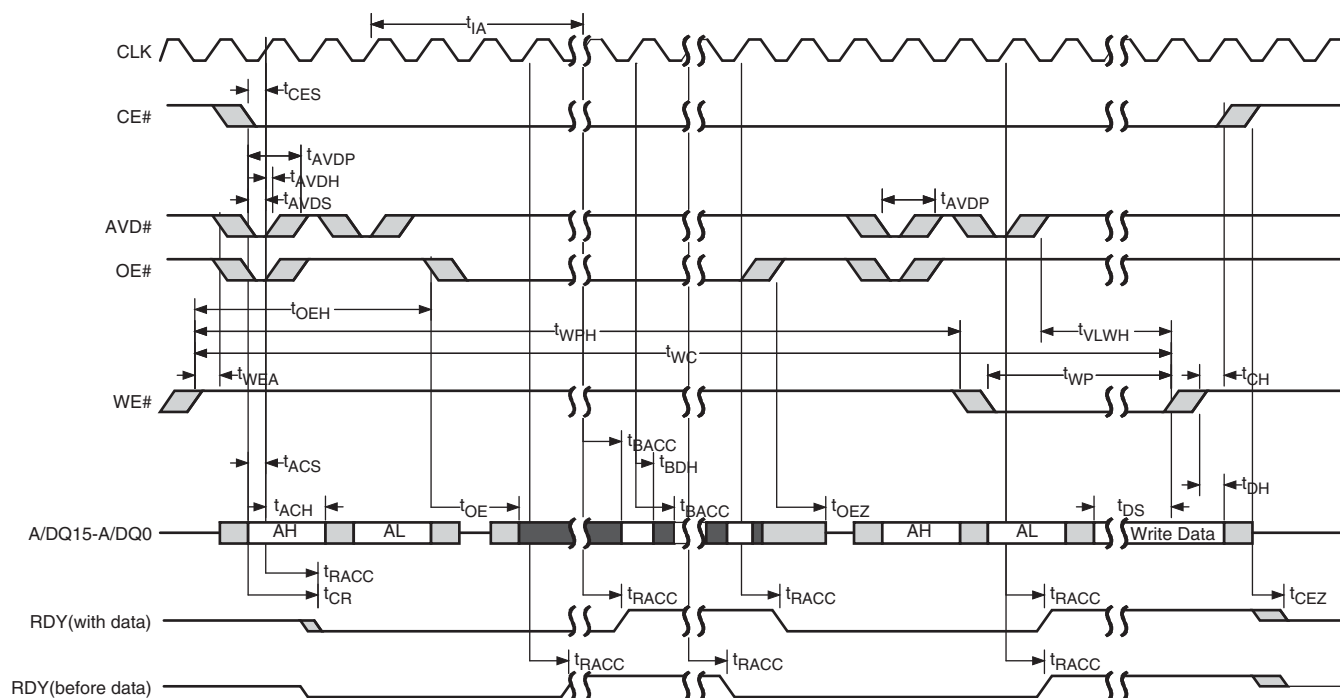 tIA
CLK
tCES
CE#
tAVDP
tAVDH
tAVDS
tAVDP
AVD#
OE#
tOEH
tWPH
tVLWH
tWC
tWEA
tWP
tCH
WE#
tBACC
tACS
tBDH
tACH
tOE
tBACC
tOEZ
tDS
tDH
A/DQ15-A/DQ0
AH
AL
AH
AL
Write Data
tRACC
tCR
tRACC
tRACC
tRACC
tCEZ
RDY(with data)
tRACC
tRACC
tRACC
RDY(before data)